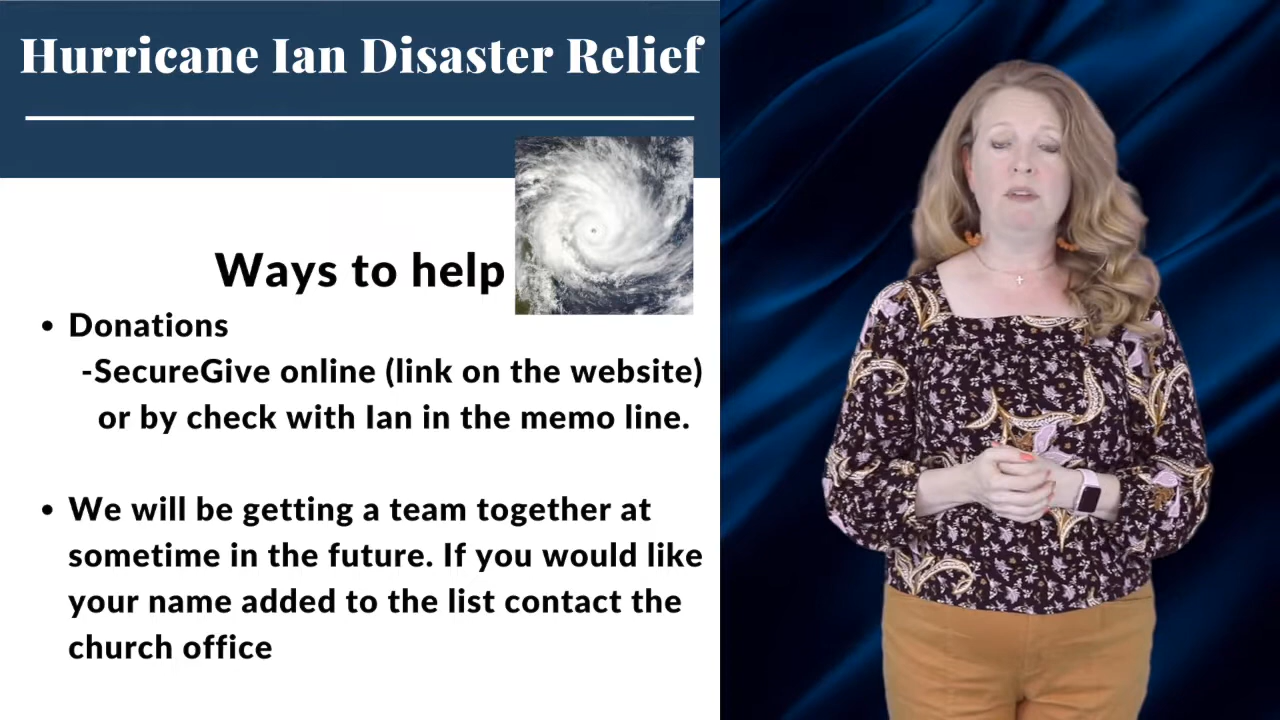 Hurricane Ian Disaster Relief
Ways to help
• Donations
-SecureGive online (link on the website)
or by check with Ian in the memo line.
• We will be getting a team together at
sometime in the future. If you would like
your name added to the list contact the
church office